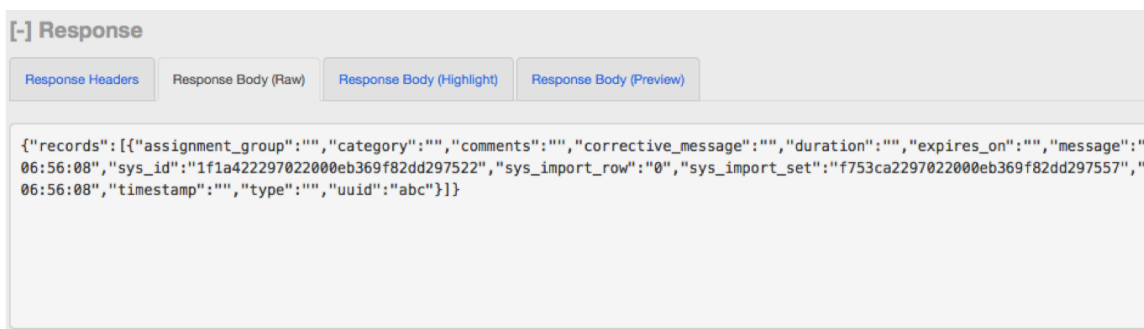 [-] Response
Response Headers
Response Body (Raw)
Response Body (Highlight)
Response Body (Preview)
{"records":[{"assignment_group":"","category":"","comments":"","corrective_message":"","duration":"","expires_on":"","message":"
06:56:08","sys_id":"1f1a422297022000eb369f82dd297522","sys_import_row":"0","sys_import_set":"f753ca2297022000eb369f82dd297557","
06:56:08","timestamp":"","type":"","uuid":"abc"}]}